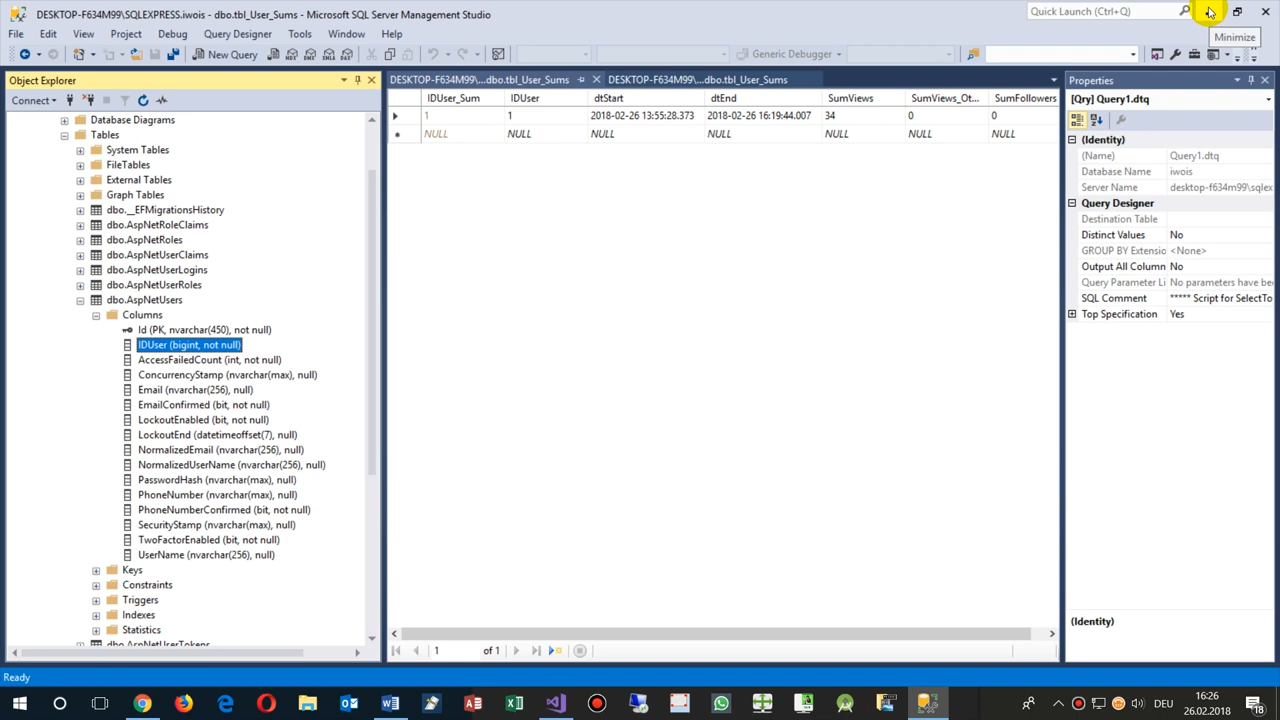 DESKTOP-F634M99\SQLEXPRESS.iwois - dbo.tbl_User_Sums - Microsoft SQL Server Management Studio
Quick Launch (Ctrl+Q)
Minimize
File Edit View Project Debug Query Designer Tools Window Help
New Query
Generic Debugger
Object Explorer
DESKTOP-F634M99\...dbo.tbl_User_Sums
DESKTOP-F634M99\...dbo.tbl_User_Sums
Properties
Connect
[Qry] Query1.dtq
Database Diagrams
Tables
System Tables
FileTables
External Tables
Graph Tables
dbo.__EFMigrationsHistory
dbo.AspNetRoleClaims
dbo.AspNetRoles
dbo.AspNetUserClaims
dbo.AspNetUserLogins
dbo.AspNetUserRoles
dbo.AspNetUsers
Columns
Id (PK, nvarchar(450), not null)
IDUser (bigint, not null)
AccessFailedCount (int, not null)
ConcurrencyStamp (nvarchar(max), null)
Email (nvarchar(256), null)
EmailConfirmed (bit, not null)
LockoutEnabled (bit, not null)
LockoutEnd (datetimeoffset(7), null)
NormalizedEmail (nvarchar(256), null)
NormalizedUserName (nvarchar(256), null)
PasswordHash (nvarchar(max), null)
PhoneNumber (nvarchar(max), null)
PhoneNumberConfirmed (bit, not null)
SecurityStamp (nvarchar(max), null)
TwoFactorEnabled (bit, not null)
UserName (nvarchar(256), null)
Keys
Constraints
Triggers
Indexes
Statistics
dbo.AspNetUserTokens
IDUser_Sum IDUser dtStart dtEnd SumViews SumViews_Ot... SumFollowers
1 1 2018-02-26 13:55:28.373 2018-02-26 16:19:44.007 34 0 0
NULL NULL NULL NULL NULL NULL NULL
1 of 1
(Identity)
(Name) Query1.dtq
Database Name iwois
Server Name desktop-f634m99\sqlex
Query Designer
Destination Table
Distinct Values No
GROUP BY Extensio <None>
Output All Column No
Query Parameter Li No parameters have bee
SQL Comment ***** Script for SelectTo
Top Specification Yes
(Identity)
Ready
DEU
16:26
26.02.2018
18